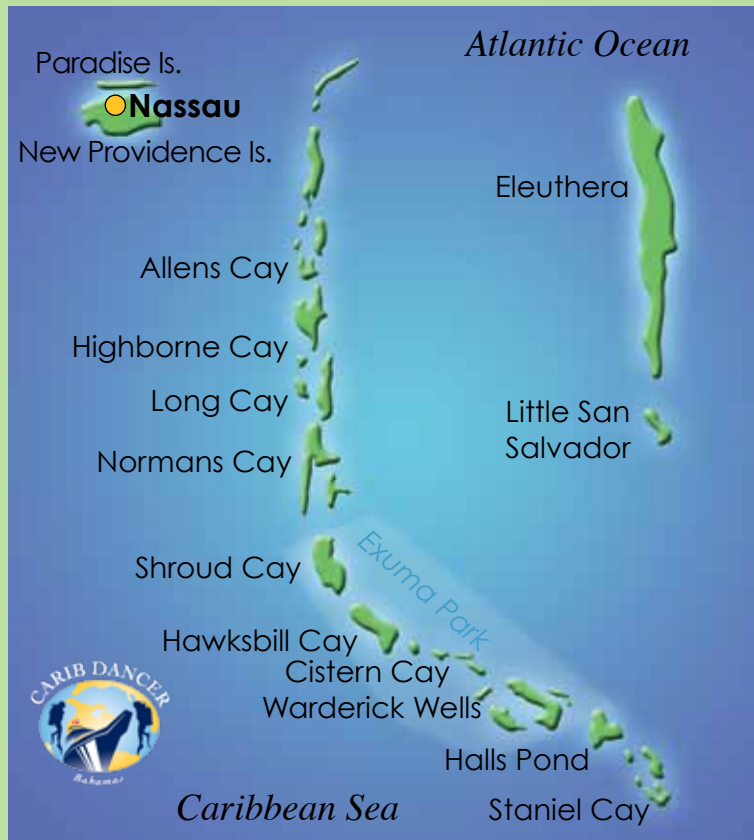 Atlantic Ocean
Paradise Is.
Nassau
New Providence Is.
Eleuthera
Allens Cay
Highborne Cay
Long Cay
Little San
Salvador
Normans Cay
Exuma Park
Shroud Cay
Hawksbill Cay
Cistern Cay
CARIB DANCER
Bahamas
Warderick Wells
Halls Pond
Caribbean Sea
Staniel Cay